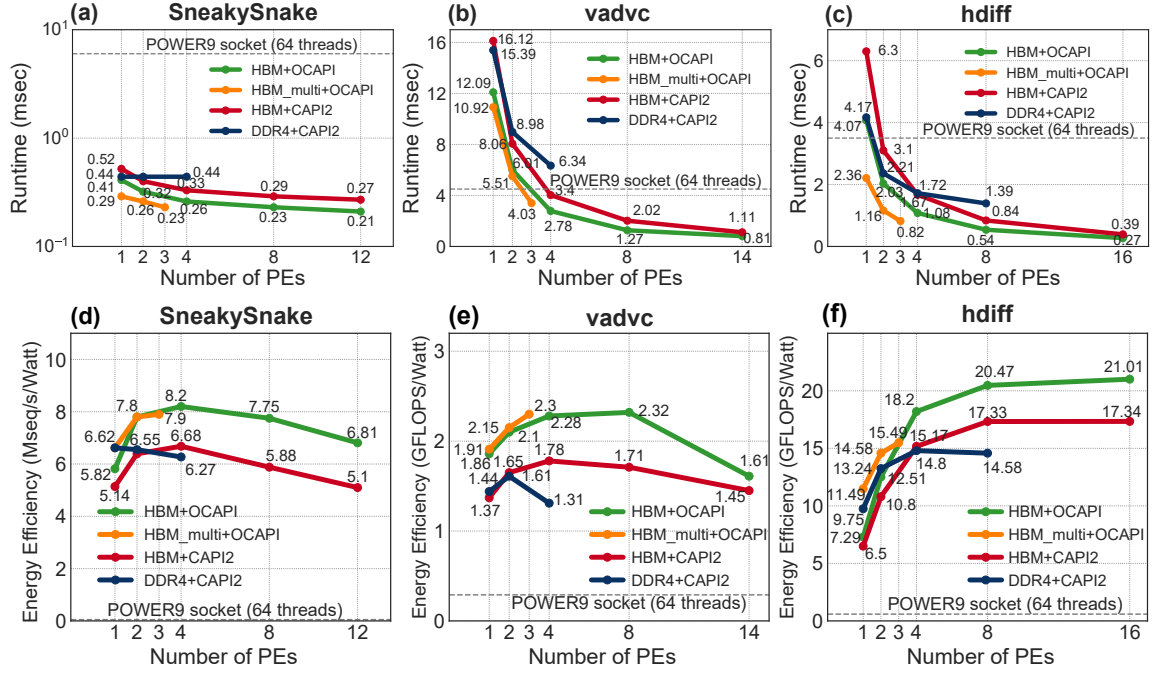 (a) SneakySnake
10¹
POWER9 socket (64 threads)
HBM+OCAPI
HBM_multi+OCAPI
HBM+CAPI2
DDR4+CAPI2
10⁰
0.52
0.44
0.41
0.29
0.32
0.26
0.33
0.23
0.44
0.26
0.29
0.23
0.27
0.21
10⁻¹
Runtime (msec)
1 2 3 4 8 12
Number of PEs
(b) vadvc
16
12
8
4
0
Runtime (msec)
16.12
15.39
12.09
10.92
8.98
8.06
6.01
5.51
6.34
4.03
3.4
2.78
2.02
1.27
1.11
0.81
HBM+OCAPI
HBM_multi+OCAPI
HBM+CAPI2
DDR4+CAPI2
POWER9 socket (64 threads)
1 2 3 4 8 14
Number of PEs
(c) hdiff
6
4
2
0
Runtime (msec)
6.3
4.17
4.07
2.36
3.1
2.21
2.03
1.16
1.72
1.67
1.08
0.82
1.39
0.84
0.54
0.39
0.27
HBM+OCAPI
HBM_multi+OCAPI
HBM+CAPI2
DDR4+CAPI2
POWER9 socket (64 threads)
1 2 3 4 8 16
Number of PEs
(d) SneakySnake
10
8
6
4
2
0
Energy Efficiency (Mseq/s/Watt)
7.8
8.2
7.75
7.9
6.81
6.62
6.55
6.68
5.82
6.27
5.88
5.14
5.1
HBM+OCAPI
HBM_multi+OCAPI
HBM+CAPI2
DDR4+CAPI2
POWER9 socket (64 threads)
1 2 3 4 8 12
Number of PEs
(e) vadvc
3
2
1
0
Energy Efficiency (GFLOPS/Watt)
2.15
2.3
2.32
2.28
2.1
1.91
1.86
1.65
1.78
1.71
1.61
1.61
1.44
1.37
1.31
1.45
HBM+OCAPI
HBM_multi+OCAPI
HBM+CAPI2
DDR4+CAPI2
POWER9 socket (64 threads)
1 2 3 4 8 14
Number of PEs
(f) hdiff
20
15
10
5
0
Energy Efficiency (GFLOPS/Watt)
20.47
21.01
18.2
17.33
17.34
15.49
15.17
14.58
14.8
14.58
13.24
12.51
11.49
10.8
9.75
7.29
6.5
HBM+OCAPI
HBM_multi+OCAPI
HBM+CAPI2
DDR4+CAPI2
POWER9 socket (64 threads)
1 2 3 4 8 16
Number of PEs